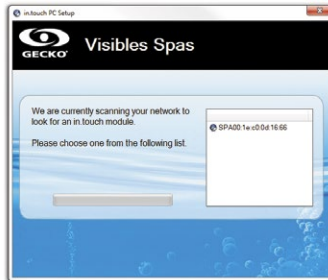 in.touch PC Setup
GECKO
Visibles Spas
We are currently scanning your network to
look for an in.touch module.
Please choose one from the following list.
SPA00:1e:c0:0d:16:66